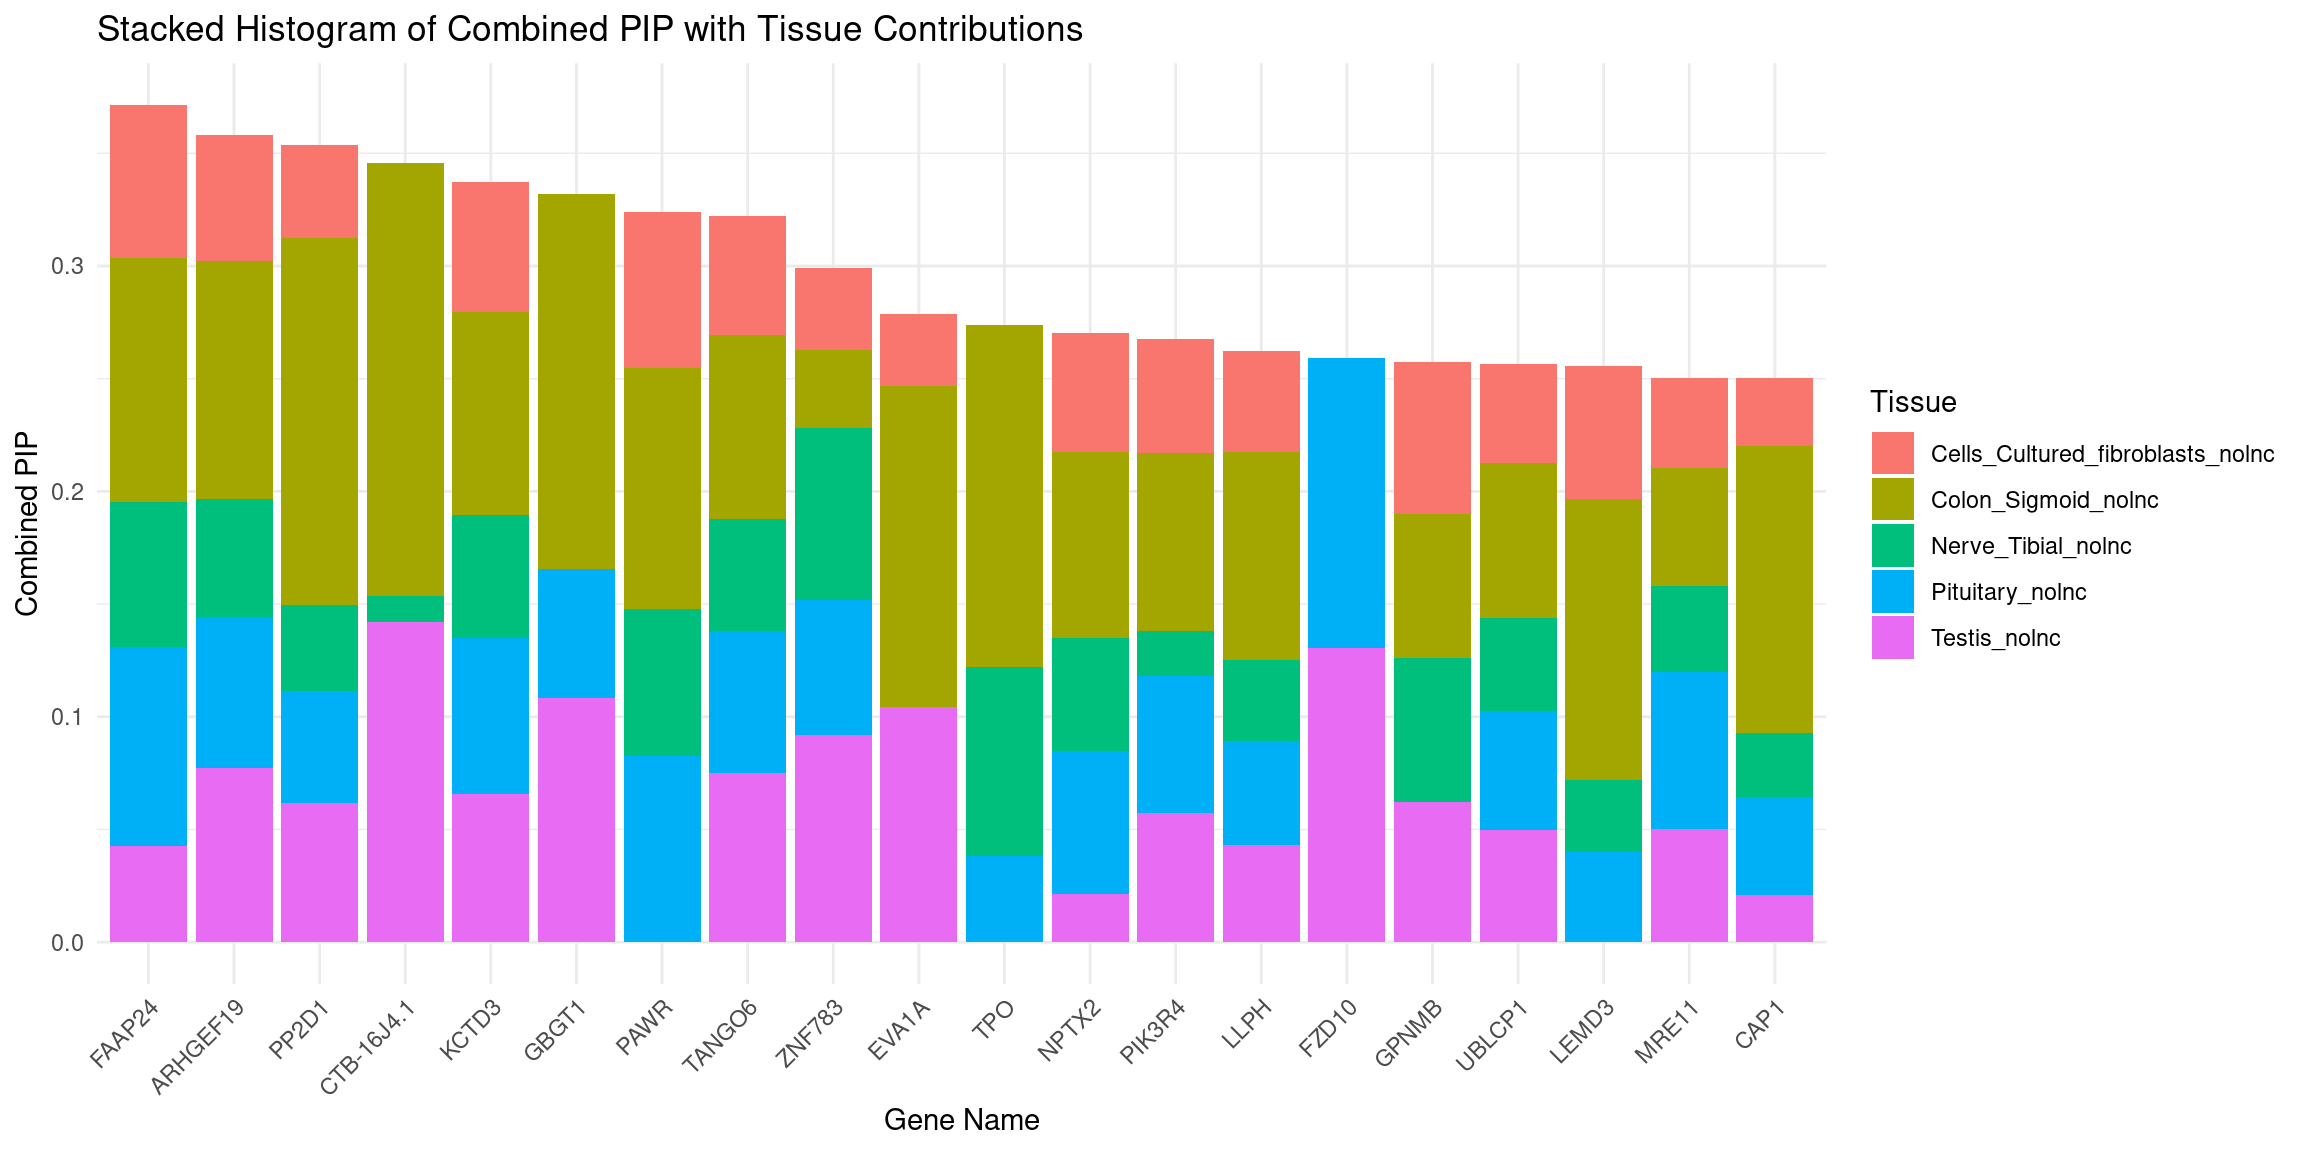 Stacked Histogram of Combined PIP with Tissue Contributions
Combined PIP
0.3
0.2
0.1
0.0
FAAP24
ARHGEF19
PP2D1
CTB-16J4.1
KCTD3
GBGT1
PAWR
TANGO6
ZNF783
EVA1A
TPO
NPTX2
PIK3R4
LLPH
FZD10
GPNMB
UBLCP1
LEMD3
MRE11
CAP1
Gene Name
Tissue
Cells_Cultured_fibroblasts_nolnc
Colon_Sigmoid_nolnc
Nerve_Tibial_nolnc
Pituitary_nolnc
Testis_nolnc